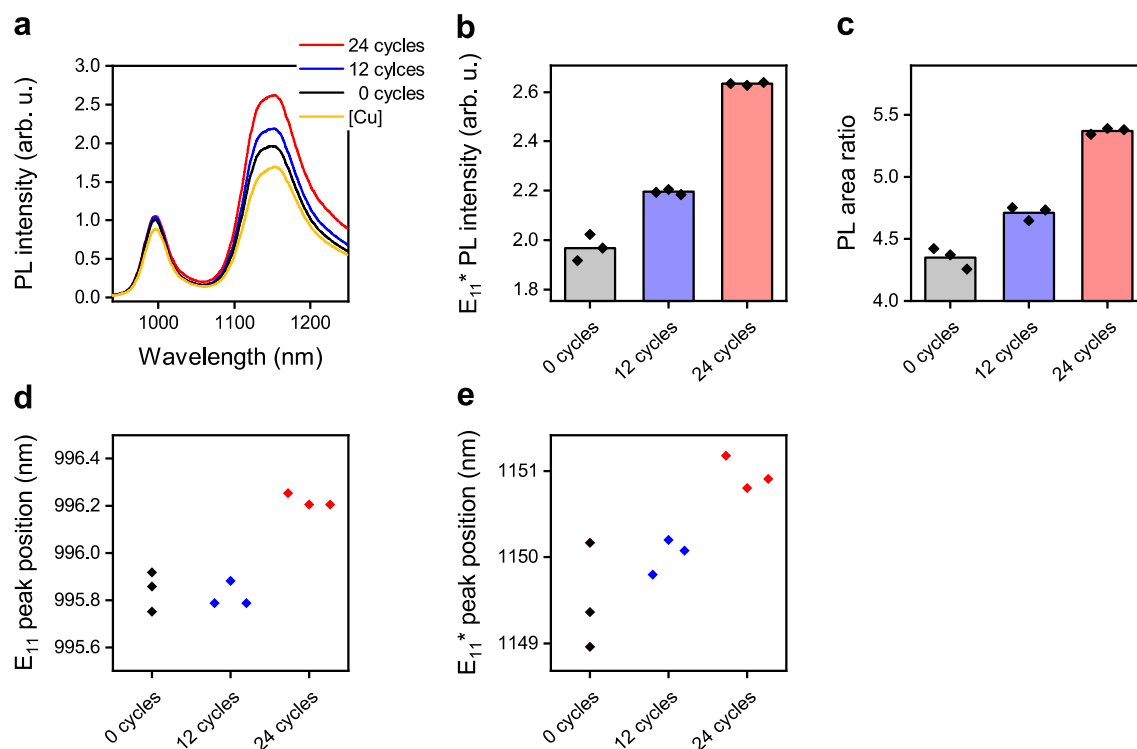 a
24 cycles
12 cylces
0 cycles
[Cu]
3.0
2.5
2.0
1.5
1.0
0.5
0.0
PL intensity (arb. u.)
1000
1100
1200
Wavelength (nm)
b
2.6
2.4
2.2
2.0
1.8
E₁₁* PL intensity (arb. u.)
0 cycles
12 cycles
24 cycles
c
5.5
5.0
4.5
4.0
PL area ratio
0 cycles
12 cycles
24 cycles
d
996.4
996.2
996.0
995.8
995.6
E₁₁ peak position (nm)
0 cycles
12 cycles
24 cycles
e
1151
1150
1149
E₁₁* peak position (nm)
0 cycles
12 cycles
24 cycles